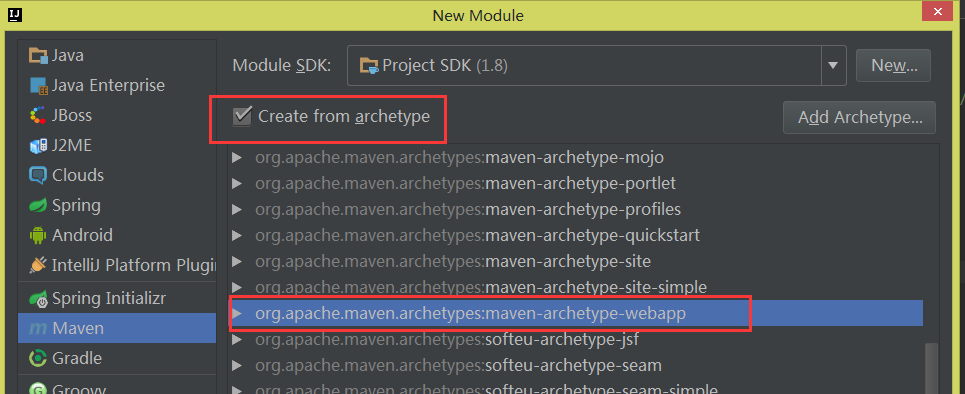 IJ
New Module
Java
Java Enterprise
JBoss
J2ME
Clouds
Spring
Android
IntelliJ Platform Plugin
Spring Initializr
Maven
Gradle
Groovy
Module SDK:
Project SDK (1.8)
New...
Create from archetype
Add Archetype...
org.apache.maven.archetypes:maven-archetype-mojo
org.apache.maven.archetypes:maven-archetype-portlet
org.apache.maven.archetypes:maven-archetype-profiles
org.apache.maven.archetypes:maven-archetype-quickstart
org.apache.maven.archetypes:maven-archetype-site
org.apache.maven.archetypes:maven-archetype-site-simple
org.apache.maven.archetypes:maven-archetype-webapp
org.apache.maven.archetypes:softeu-archetype-jsf
org.apache.maven.archetypes:softeu-archetype-seam
org.apache.maven.archetypes:softeu-archetype-seam-simple